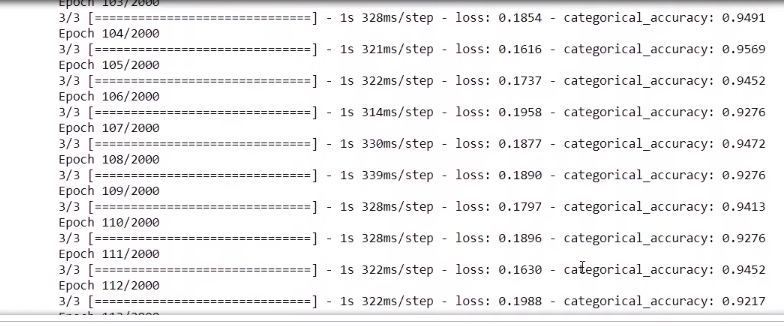 Epoch 103/2000
3/3 [==============================] - 1s 328ms/step - loss: 0.1854 - categorical_accuracy: 0.9491
Epoch 104/2000
3/3 [==============================] - 1s 321ms/step - loss: 0.1616 - categorical_accuracy: 0.9569
Epoch 105/2000
3/3 [==============================] - 1s 322ms/step - loss: 0.1737 - categorical_accuracy: 0.9452
Epoch 106/2000
3/3 [==============================] - 1s 314ms/step - loss: 0.1958 - categorical_accuracy: 0.9276
Epoch 107/2000
3/3 [==============================] - 1s 330ms/step - loss: 0.1877 - categorical_accuracy: 0.9472
Epoch 108/2000
3/3 [==============================] - 1s 339ms/step - loss: 0.1890 - categorical_accuracy: 0.9276
Epoch 109/2000
3/3 [==============================] - 1s 328ms/step - loss: 0.1797 - categorical_accuracy: 0.9413
Epoch 110/2000
3/3 [==============================] - 1s 328ms/step - loss: 0.1896 - categorical_accuracy: 0.9276
Epoch 111/2000
3/3 [==============================] - 1s 322ms/step - loss: 0.1630 - categorical_accuracy: 0.9452
Epoch 112/2000
3/3 [==============================] - 1s 322ms/step - loss: 0.1988 - categorical_accuracy: 0.9217